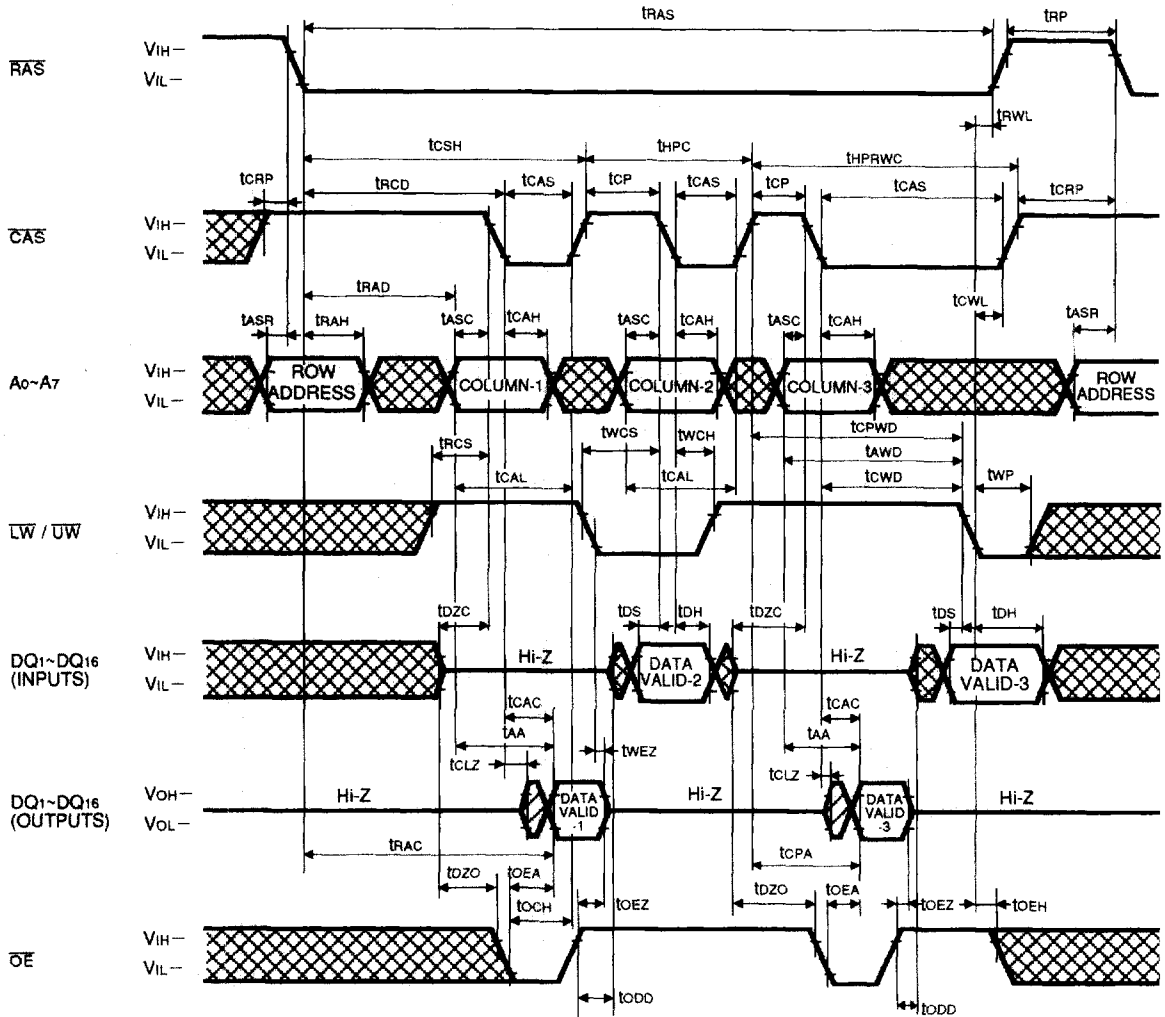 tRAS
tRP
RAS
VIH
VIL
tRWL
tCSH
tHPC
tHPRWC
tCRP
tRCD
tCAS
tCP
tCAS
tCP
tCAS
tCRP
CAS
VIH
VIL
tRAD
tCWL
tASR
tRAH
tASC
tCAH
tASC
tCAH
tASC
tCAH
tASR
A0~A7
VIH
VIL
ROW
ADDRESS
COLUMN-1
COLUMN-2
COLUMN-3
ROW
ADDRESS
tRCS
tWCS
tWCH
tCPWD
tAWD
tCAL
tCAL
tCWD
tWP
LW / UW
VIH
VIL
tDZC
tDS
tDH
tDZC
tDS
tDH
DQ1~DQ16
(INPUTS)
VIH
VIL
Hi-Z
DATA
VALID-2
Hi-Z
DATA
VALID-3
tCAC
tAA
tWEZ
tCLZ
tCAC
tAA
tCLZ
DQ1~DQ16
(OUTPUTS)
VOH
VOL
Hi-Z
DATA
VALID
-1
Hi-Z
DATA
VALID
-3
Hi-Z
tRAC
tCPA
tDZO
tOEA
tOCH
tOEZ
tDZO
tOEA
tOEZ
tOEH
OE
VIH
VIL
tODD
tODD